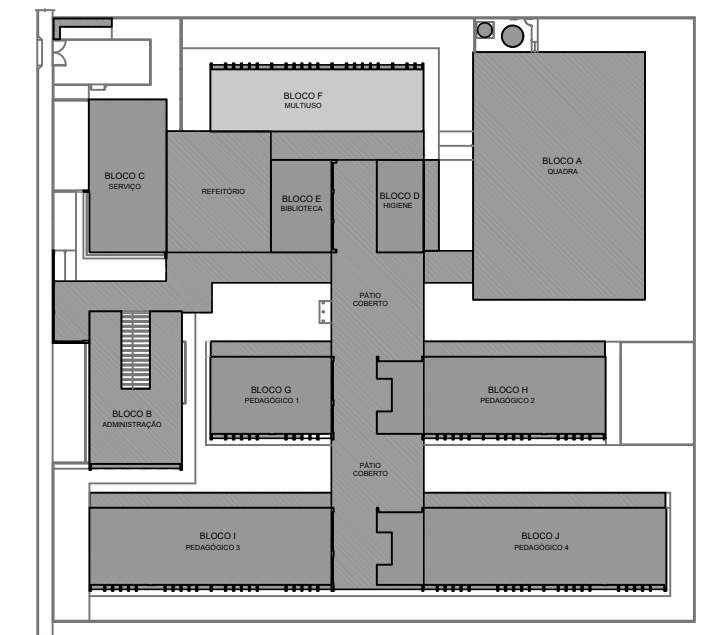 BLOCO F
MULTIUSO
BLOCO A
QUADRA
BLOCO C
SERVIÇO
REFEITÓRIO
BLOCO E
BIBLIOTECA
BLOCO D
HIGIENE
PÁTIO
COBERTO
BLOCO G
PEDAGÓGICO 1
BLOCO H
PEDAGÓGICO 2
BLOCO B
ADMINISTRAÇÃO
PÁTIO
COBERTO
BLOCO I
PEDAGÓGICO 3
BLOCO J
PEDAGÓGICO 4